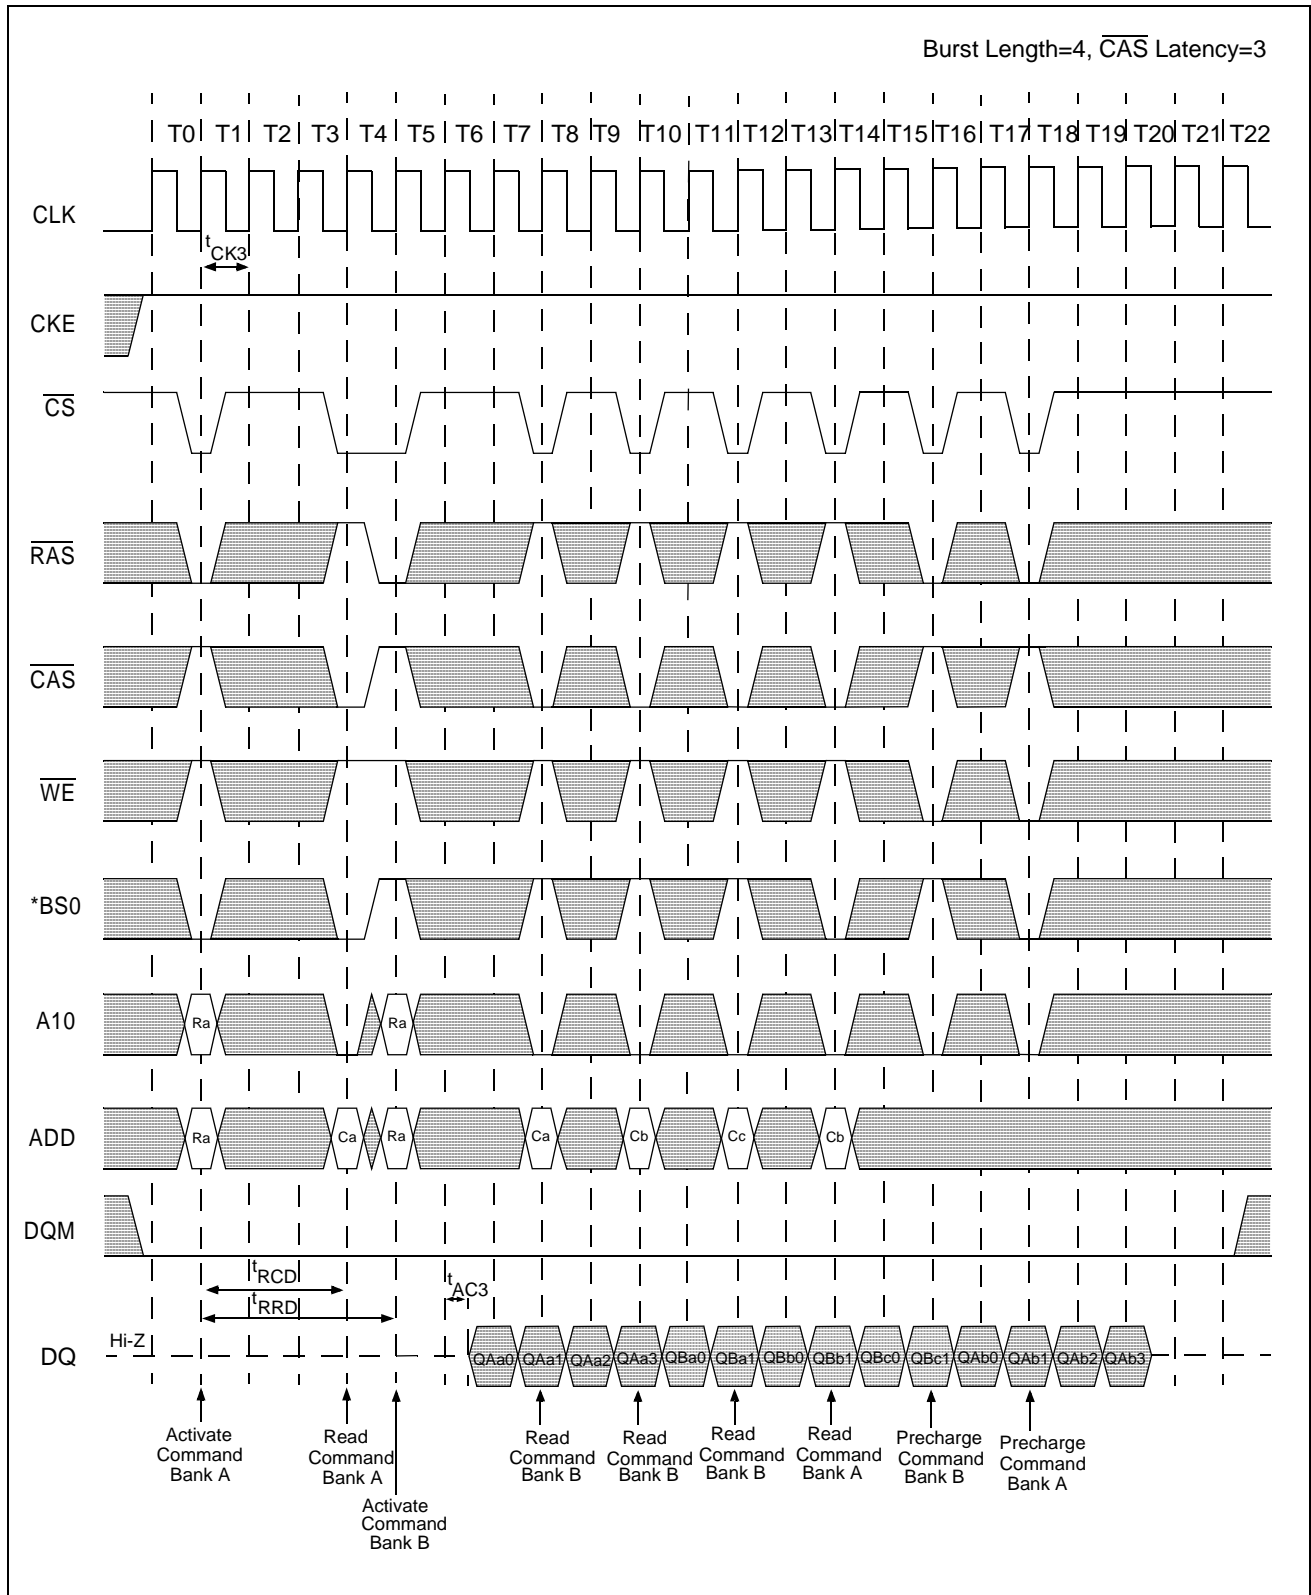 Burst Length=4, CAS Latency=3
T0 T1 T2 T3 T4 T5 T6 T7 T8 T9 T10 T11 T12 T13 T14 T15 T16 T17 T18 T19 T20 T21 T22
CLK
tCK3
CKE
CS
RAS
CAS
WE
*BS0
A10
Ra Ra
ADD
Ra Ca Ra Ca Cb Cc Cb
DQM
tRCD
tAC3
tRRD
Hi-Z
DQ
QAa0 QAa1 QAa2 QAa3 QBa0 QBa1 QBb0 QBb1 QBc0 QBc1 QAb0 QAb1 QAb2 QAb3
Activate
Command
Bank A
Read
Command
Bank A
Activate
Command
Bank B
Read
Command
Bank B
Read
Command
Bank B
Read
Command
Bank B
Read
Command
Bank A
Precharge
Command
Bank B
Precharge
Command
Bank A